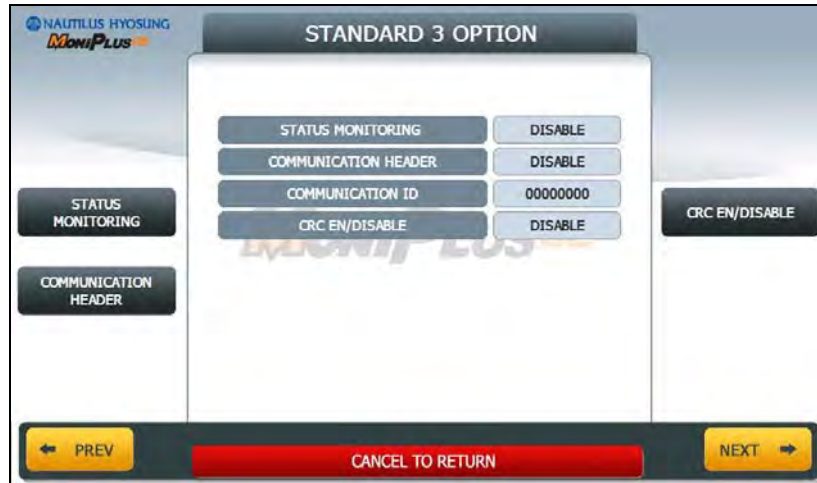 NAUTILUS HYOSUNG
MONIPLUS
STANDARD 3 OPTION
STATUS MONITORING DISABLE
COMMUNICATION HEADER DISABLE
COMMUNICATION ID 00000000
CRC EN/DISABLE DISABLE
STATUS
MONITORING
CRC EN/DISABLE
COMMUNICATION
HEADER
MONIPLUS
PREV
CANCEL TO RETURN
NEXT